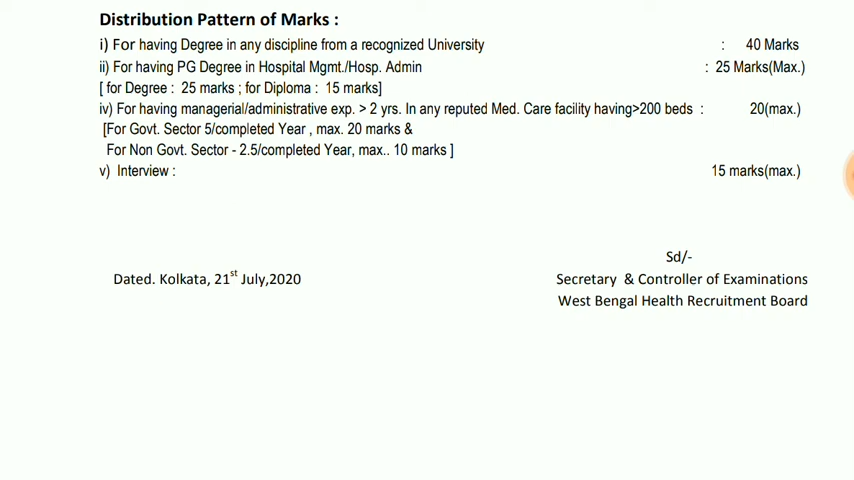 Distribution Pattern of Marks :
i) For having Degree in any discipline from a recognized University : 40 Marks
ii) For having PG Degree in Hospital Mgmt./Hosp. Admin : 25 Marks(Max.)
[ for Degree : 25 marks ; for Diploma : 15 marks]
iv) For having managerial/administrative exp. > 2 yrs. In any reputed Med. Care facility having>200 beds : 20(max.)
[For Govt. Sector 5/completed Year , max. 20 marks &
For Non Govt. Sector - 2.5/completed Year, max.. 10 marks ]
v) Interview : 15 marks(max.)
Sd/-
Dated. Kolkata, 21st July,2020 Secretary & Controller of Examinations
West Bengal Health Recruitment Board